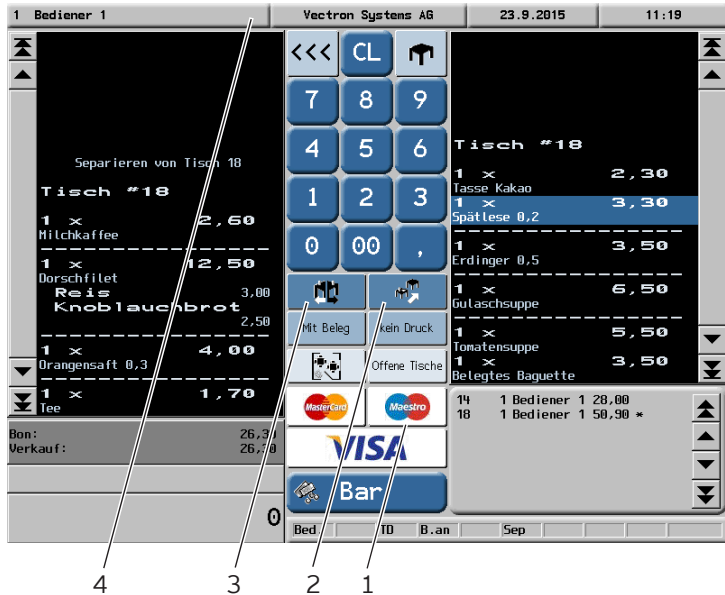 1 Bediener 1
Vectron Systems AG
23.9.2015
11:19
Separieren von Tisch 18
Tisch #18
1 x 2,60
Milchkaffee
1 x 12,50
Dorschfilet
Reis 3,00
Knoblauchbrot
2,50
1 x 4,00
Orangensaft 0,3
1 x 1,70
Tee
Bon: 26,30
Verkauf: 26,30
0
<<< CL
7 8 9
4 5 6
1 2 3
0 00 ,
Mit Beleg
kein Druck
Offene Tische
MasterCard
Maestro
VISA
Bar
Tisch #18
1 x 2,30
Tasse Kakao
1 x 3,30
Spätlese 0,2
1 x 3,50
Erdinger 0,5
1 x 6,50
Gulaschsuppe
1 x 5,50
Tomatensuppe
1 x 3,50
Belegtes Baguette
14 1 Bediener 1 28,00
18 1 Bediener 1 50,90 *
Bed TD B.an Sep
4 3 2 1